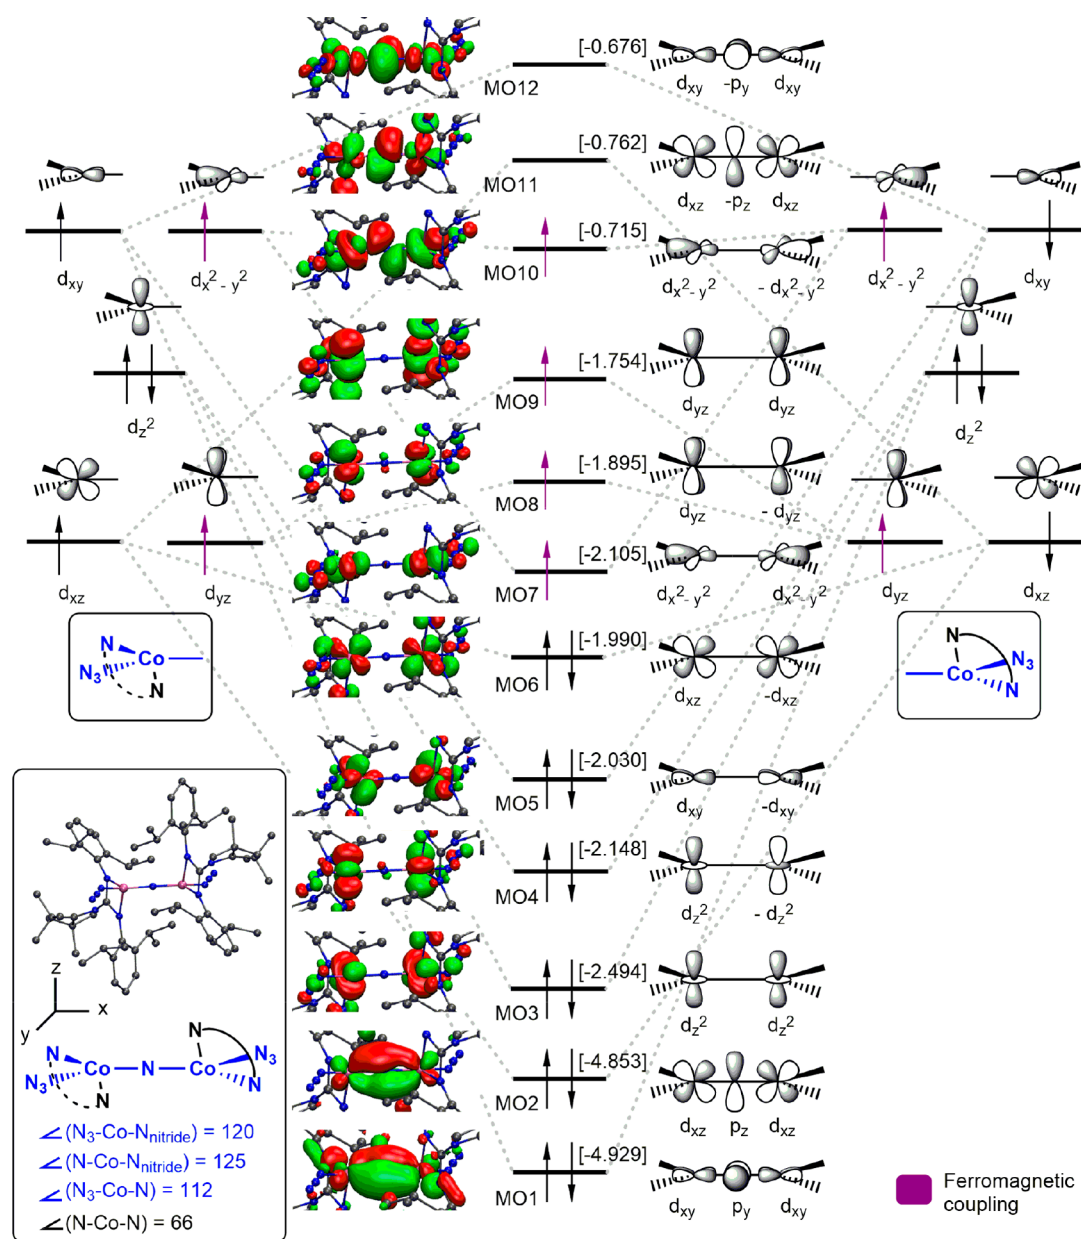 [-0.676]
MO12
d_xy -p_y d_xy
[-0.762]
MO11
d_xz -p_z d_xz
d_xy
d_x²-y²
[-0.715]
MO10
d_x²-y² - d_x²-y²
d_x²-y²
d_xy
d_z²
[-1.754]
MO9
d_yz d_yz
d_z²
[-1.895]
MO8
d_yz - d_yz
d_xz
d_yz
[-2.105]
MO7
d_x²-y² d_x²-y²
d_yz
d_xz
N
N₃ Co
N
[-1.990]
MO6
d_xz -d_xz
N
Co N₃
N
[-2.030]
MO5
d_xy -d_xy
[-2.148]
MO4
d_z² - d_z²
z
x
y
[-2.494]
MO3
d_z² d_z²
N N
N₃ Co N Co N₃
N N
[-4.853]
MO2
d_xz p_z d_xz
∠(N₃-Co-N_nitride) = 120
∠(N-Co-N_nitride) = 125
∠(N₃-Co-N) = 112
∠(N-Co-N) = 66
[-4.929]
MO1
d_xy p_y d_xy
Ferromagnetic
coupling